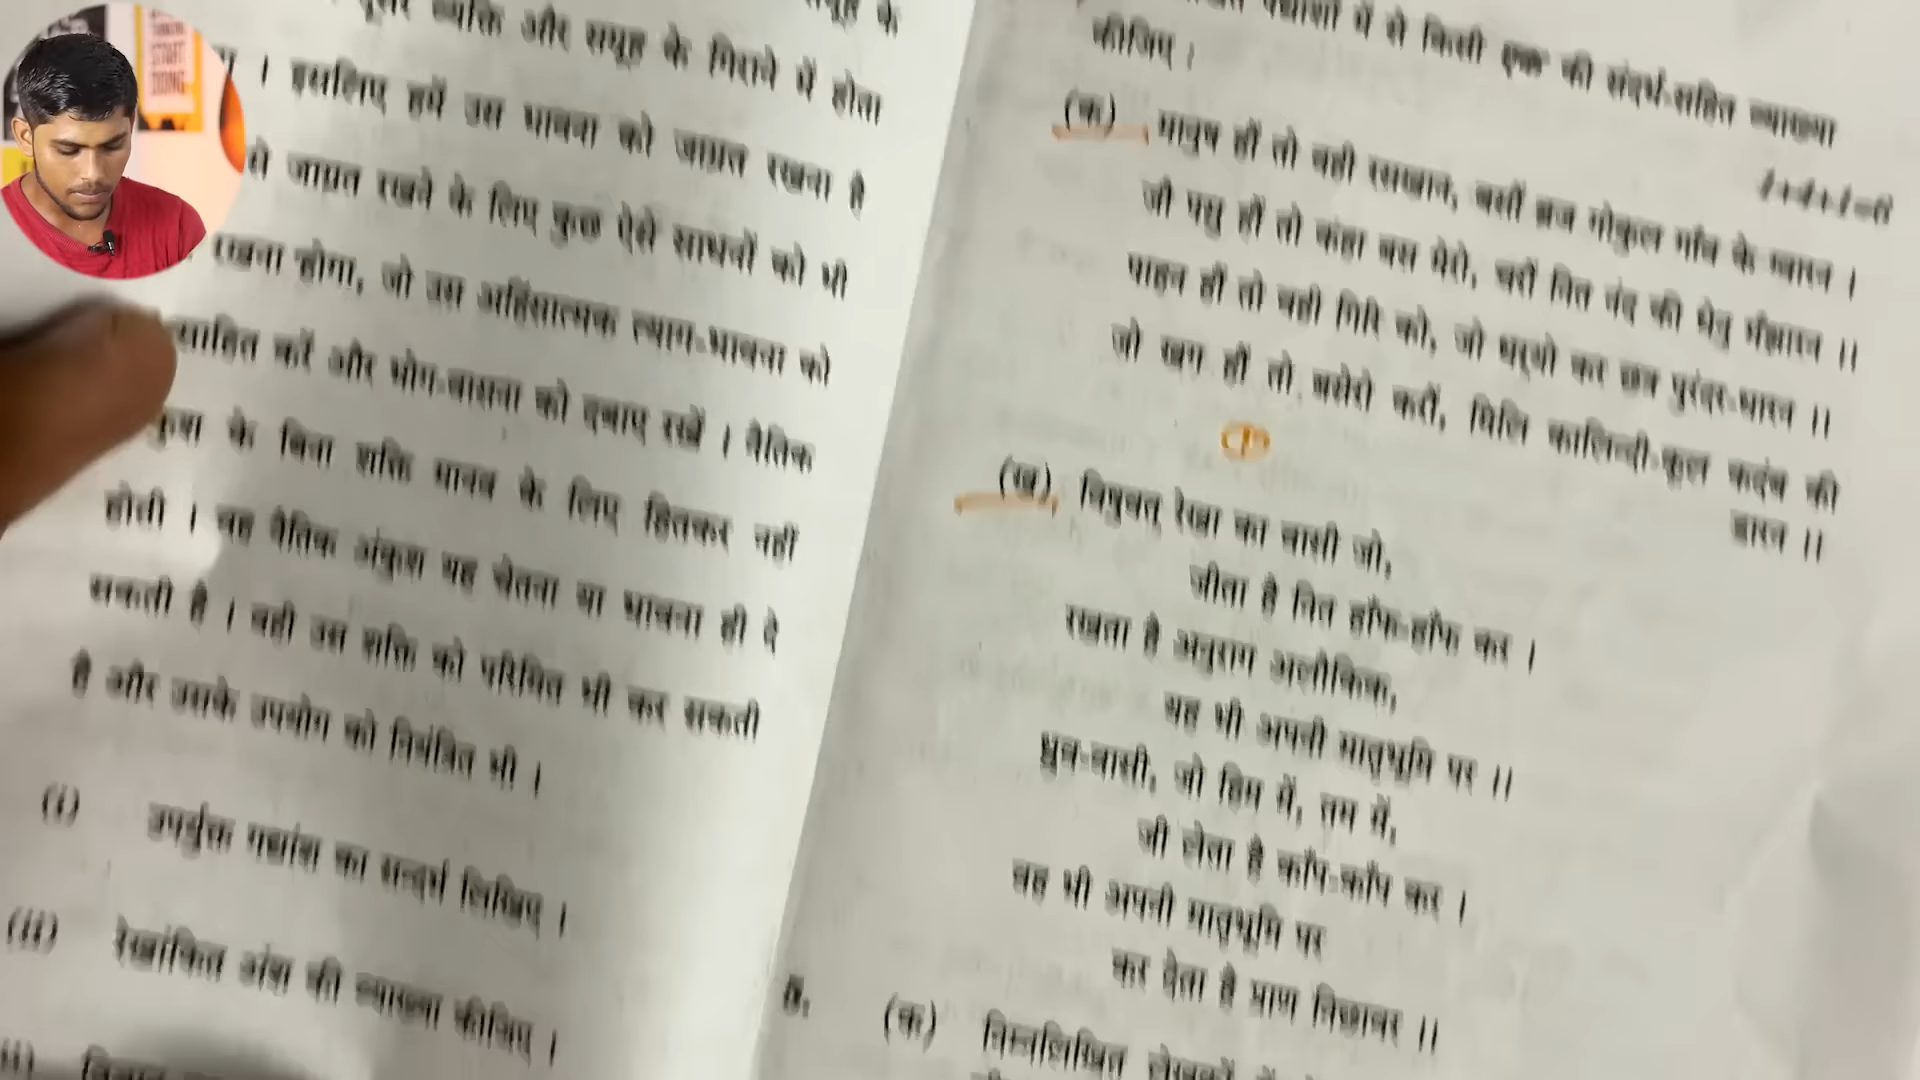 START
DOING
व्यक्ति और समूह के गिराने में होता
। इसलिए हमें उस भावना को जाग्रत रखना है
से जाग्रत रखने के लिए कुछ ऐसे साधनों को भी
रखना होगा, जो उस अहिंसात्मक त्याग-भावना को
करें और भोग-वासना को दबाए रखें । नैतिक
के बिना शक्ति मानव के लिए हितकर नहीं
होती । वह नैतिक अंकुश यह चेतना या भावना ही दे
सकती है । वही उस शक्ति को परिमित भी कर सकती
है और उसके उपयोग को नियंत्रित भी ।
(i) उपर्युक्त गद्यांश का सन्दर्भ लिखिए ।
(ii) रेखांकित अंश की व्याख्या कीजिए ।
में से किसी एक की संदर्भ-सहित व्याख्या
कीजिए :
(क) मानुष हौं तो वही रसखानि, बसौं ब्रज गोकुल गाँव के ग्वारन ।
जौ पसु हौं तो कहा बस मेरो, चरौं नित नंद की धेनु मँझारन ।।
पाहन हौं तो वही गिरि को, जो धर्‌यो कर छत्र पुरंदर-धारन ।।
जो खग हौं तो बसेरो करौं, मिलि कालिन्दी-कूल कदंब की
डारन ।।
(ख) विषुवत् रेखा का वासी जो,
जीता है नित हाँफ-हाँफ कर ।
रखता है अनुराग अलौकिक,
यह भी अपनी मातृभूमि पर ।।
ध्रुव-वासी, जो हिम में, तम में,
जी लेता है काँप-काँप कर ।
वह भी अपनी मातृभूमि पर
कर देता है प्राण निछावर ।।
(क) निम्नलिखित लेखकों में